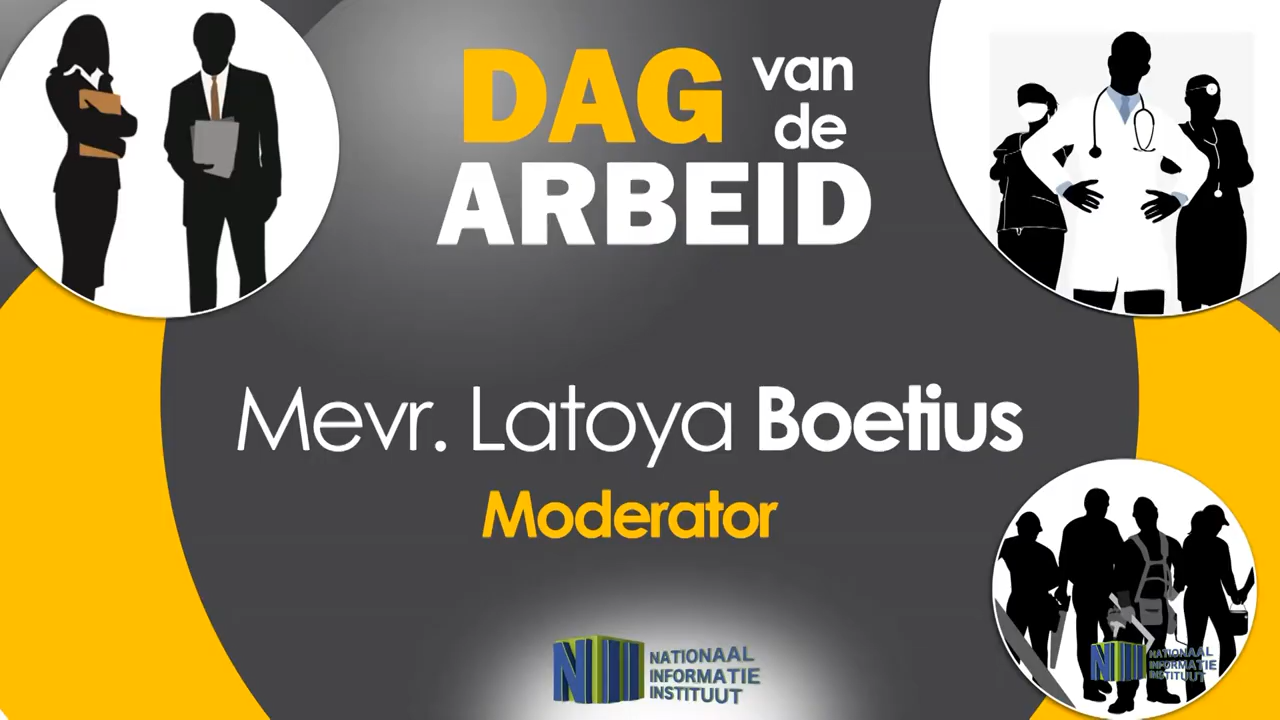 DAG van
de
ARBEID
Mevr. Latoya Boetius
Moderator
NATIONAAL
INFORMATIE
INSTITUUT
NATIONAAL
INFORMATIE
INSTITUUT